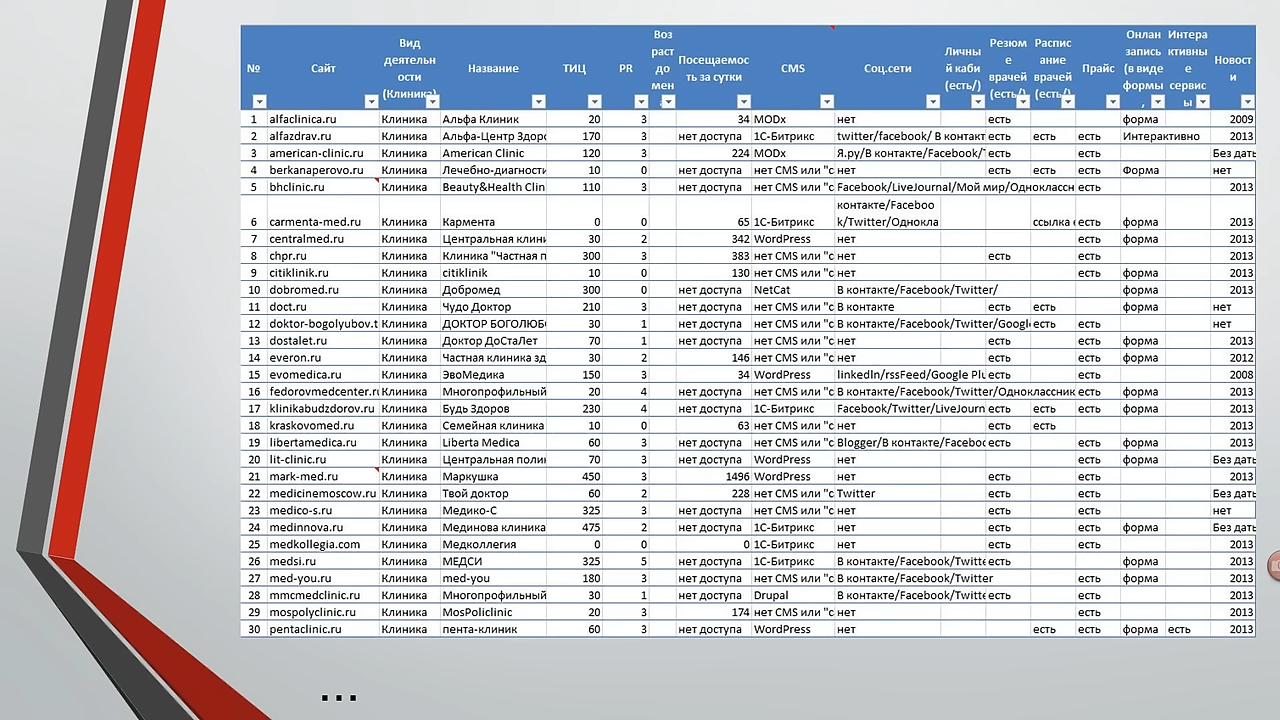 № Сайт Вид деятельности (Клиника) Название ТИЦ PR Возраст домен Посещаемость за сутки CMS Соц.сети Личный каби (есть/) Резюме врачей (есть/) Расписание врачей (есть/) Прайс Онлан запись (в виде формы, Интерактивные сервисы Новости
1 alfaclinica.ru Клиника Альфа Клиник 20 3 34 MODx нет есть форма 2009
2 alfazdrav.ru Клиника Альфа-Центр Здоро 170 3 нет доступа 1С-Битрикс twitter/facebook/ В контакт есть есть есть Интерактивно 2013
3 american-clinic.ru Клиника American Clinic 120 3 224 MODx Я.ру/В контакте/Facebook/ есть есть Без дать
4 berkanaperovo.ru Клиника Лечебно-диагности 10 0 нет доступа нет CMS или "с нет есть есть есть Форма нет
5 bhclinic.ru Клиника Beauty&Health Clin 110 3 нет доступа нет CMS или "с Facebook/LiveJournal/Мой мир/Одноклассн есть 2013
контакте/Faceboo
6 carmenta-med.ru Клиника Кармента 0 0 65 1С-Битрикс k/Twitter/Однокла ссылка есть форма 2013
7 centralmed.ru Клиника Центральная клини 30 2 342 WordPress нет есть форма 2013
8 chpr.ru Клиника Клиника "Частная п 300 3 383 нет CMS или "с нет есть есть 2013
9 citiklinik.ru Клиника citiklinik 10 0 130 нет CMS или "с нет есть форма 2013
10 dobromed.ru Клиника Добромед 300 0 нет доступа NetCat В контакте/Facebook/Twitter/ форма 2013
11 doct.ru Клиника Чудо Доктор 210 3 нет доступа нет CMS или "с В контакте есть есть форма нет
12 doktor-bogolyubov.t Клиника ДОКТОР БОГОЛЮБ 30 1 нет доступа нет CMS или "с В контакте/Facebook/Twitter/Googl есть есть нет
13 dostalet.ru Клиника Доктор ДоСтаЛет 70 1 нет доступа нет CMS или "с нет есть есть форма 2013
14 everon.ru Клиника Частная клиника зд 30 2 146 нет CMS или "с нет есть есть форма 2012
15 evomedica.ru Клиника ЭвоМедика 150 3 34 WordPress linkedln/rssFeed/Google Plu есть есть 2008
16 fedorovmedcenter.ru Клиника Многопрофильный 20 4 нет доступа нет CMS или "с В контакте/Facebook/Twitter/Одноклассник есть форма 2013
17 klinikabudzdorov.ru Клиника Будь Здоров 230 4 нет доступа 1С-Битрикс Facebook/Twitter/LiveJourn есть есть есть форма 2013
18 kraskovomed.ru Клиника Семейная клиника 10 0 63 нет CMS или "с нет есть есть 2013
19 libertamedica.ru Клиника Liberta Medica 60 3 нет доступа нет CMS или "с Blogger/В контакте/Faceboo есть есть форма 2013
20 lit-clinic.ru Клиника Центральная поли 70 3 нет доступа WordPress нет есть форма Без дать
21 mark-med.ru Клиника Маркушка 450 3 1496 WordPress нет есть есть 2013
22 medicinemoscow.ru Клиника Твой доктор 60 2 228 нет CMS или "с Twitter есть есть Без дать
23 medico-s.ru Клиника Медико-С 325 3 нет доступа нет CMS или "с нет есть есть нет
24 medinnova.ru Клиника Мединова клиника 475 2 нет доступа 1С-Битрикс нет есть есть форма Без дать
25 medkollegia.com Клиника Медколлегия 0 0 0 1С-Битрикс нет есть есть 2013
26 medsi.ru Клиника МЕДСИ 325 5 нет доступа 1С-Битрикс В контакте/Facebook/Twitte есть форма 2013
27 med-you.ru Клиника med-you 180 3 нет доступа нет CMS или "с В контакте/Facebook/Twitter есть форма 2013
28 mmcmedclinic.ru Клиника Многопрофильный 30 1 нет доступа Drupal В контакте/Facebook/Twitte есть есть 2013
29 mospolyclinic.ru Клиника MosPoliclinic 20 3 174 нет CMS или "с нет есть 2013
30 pentaclinic.ru Клиника пента-клиник 60 3 нет доступа WordPress нет есть есть форма есть 2013
...